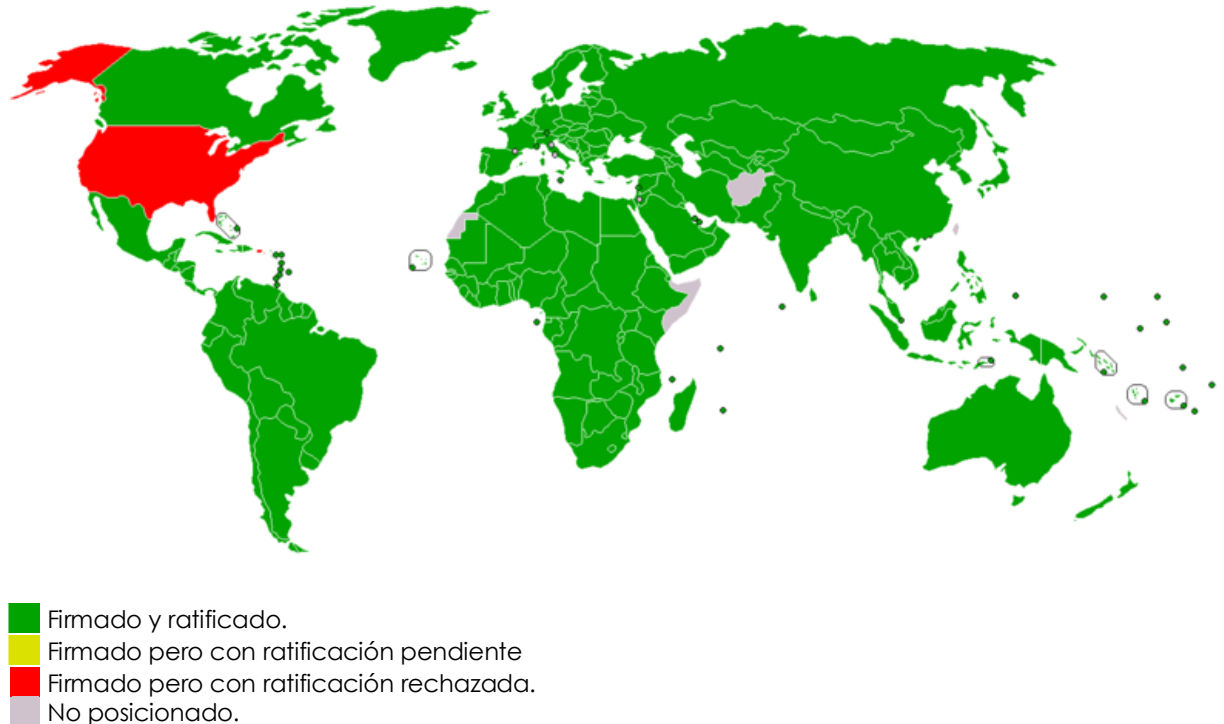 Firmado y ratificado.
Firmado pero con ratificación pendiente
Firmado pero con ratificación rechazada.
No posicionado.